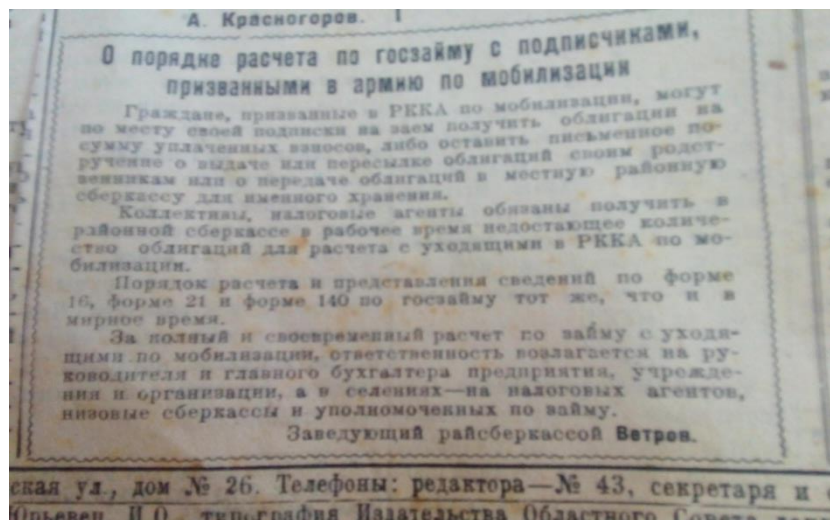 А. Красногоров.
О порядке расчета по госзайму с подписчиками,
призванными в армию по мобилизации
Граждане, призванные в РККА по мобилизации, могут
по месту своей подписки на заем получить облигации на
сумму уплаченных взносов, либо оставить письменное по-
ручение о выдаче или пересылке облигаций своим родст-
венникам или о передаче облигаций в местную районную
сберкассу для именного хранения.
Коллективы, налоговые агенты обязаны получить в
районной сберкассе в рабочее время недостающее количе-
ство облигаций для расчета с уходящими в РККА по мо-
билизации.
Порядок расчета и представления сведений по форме
16, форме 21 и форме 140 по госзайму тот же, что и в
мирное время.
За полный и своевременный расчет по займу с уходя-
щими по мобилизации, ответственность возлагается на ру-
ководителя и главного бухгалтера предприятия, учрежде-
ния и организации, а в селениях—на налоговых агентов,
низовые сберкассы и уполномоченных по займу.
Заведующий райсберкассой Ветров.
ская ул., дом № 26. Телефоны: редактора—№ 43, секретаря и
Юрьевец, И.О. типография Издательства Областного Совета